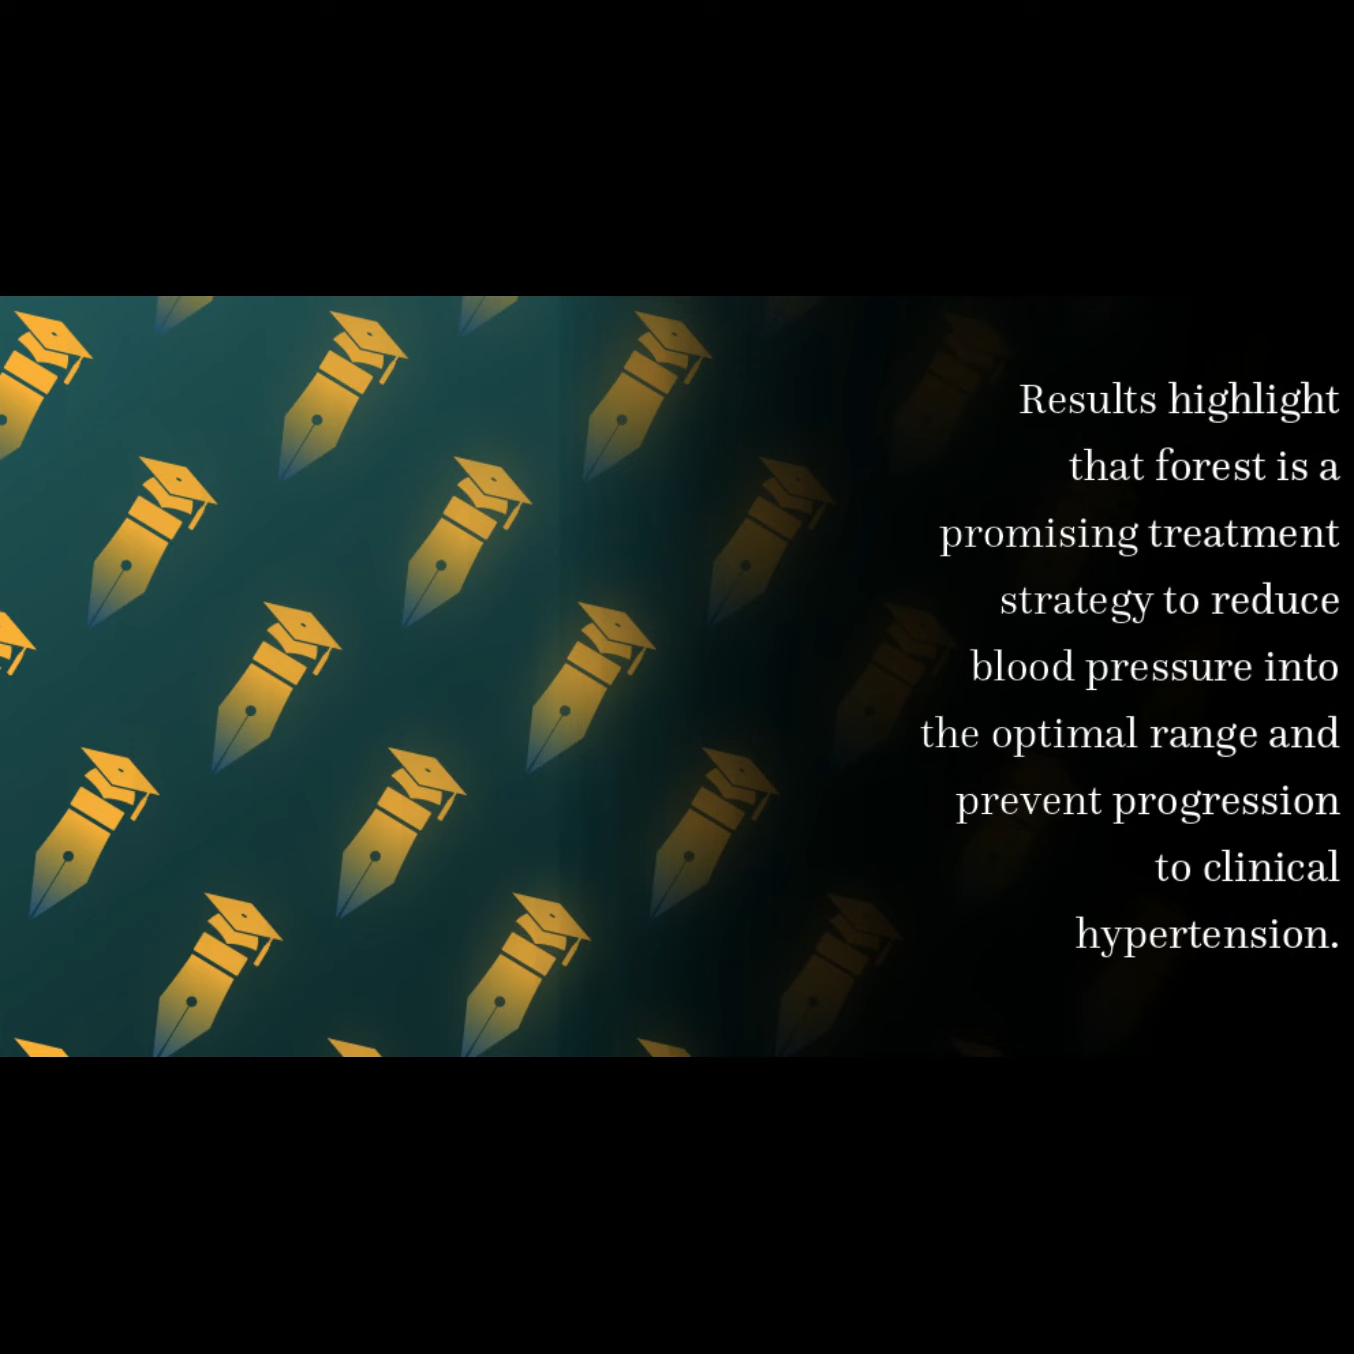 Results highlight
that forest is a
promising treatment
strategy to reduce
blood pressure into
the optimal range and
prevent progression
to clinical
hypertension.